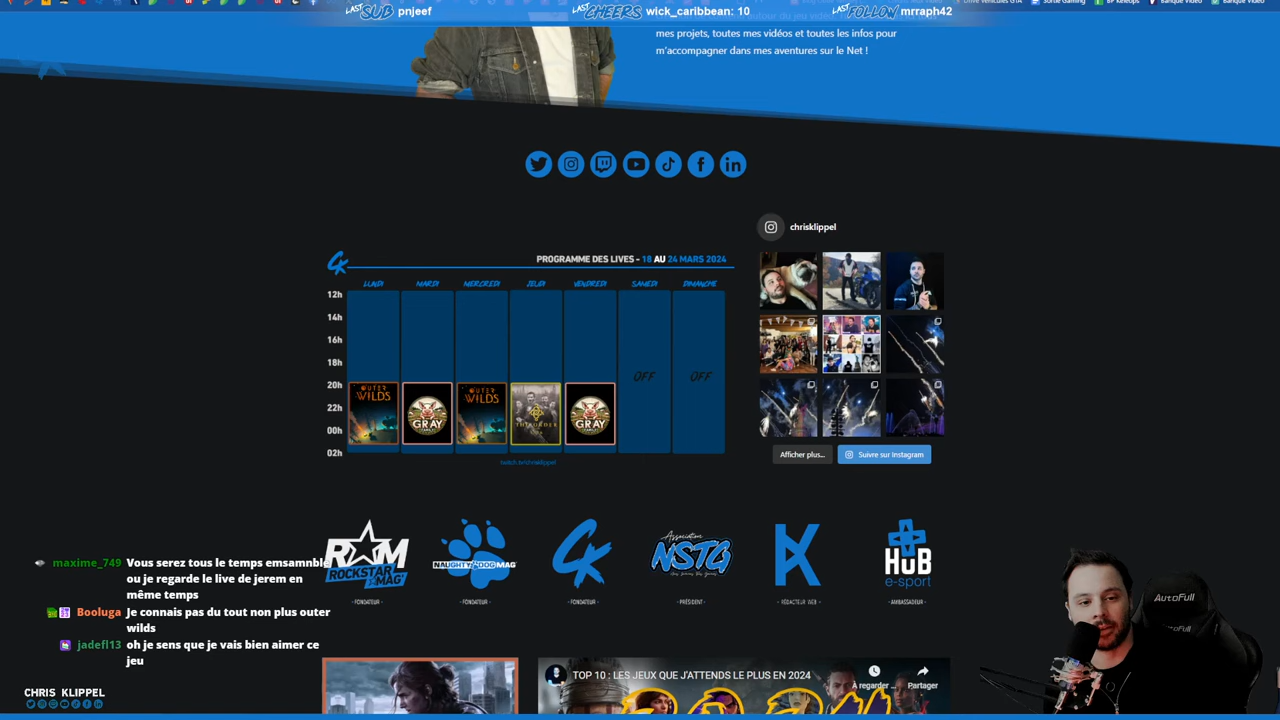 LAST SUB pnjeef
LAST CHEERS wick_caribbean: 10
LAST FOLLOW mrraph42
mes projets, toutes mes vidéos et toutes les infos pour
m'accompagner dans mes aventures sur le Net !
chrisklippel
PROGRAMME DES LIVES - 18 AU 24 MARS 2024
LUNDI MARDI MERCREDI JEUDI VENDREDI SAMEDI DIMANCHE
12h
14h
16h
18h
20h
22h
00h
02h
OUTER WILDS
GRAY
OUTER WILDS
GRAY
OFF
OFF
twitch.tv/chrisklippel
Afficher plus...
Suivre sur Instagram
ROCKSTAR MAG'
- FONDATEUR -
NAUGHTY DOG MAG'
- FONDATEUR -
CK
- FONDATEUR -
Association
NSTG
- PRÉSIDENT -
K
- RÉDACTEUR WEB -
HUB
e-sport
- AMBASSADEUR -
maxime_749 Vous serez tous le temps emsamnble
ou je regarde le live de jerem en
même temps
Booluga Je connais pas du tout non plus outer
wilds
jadefl13 oh je sens que je vais bien aimer ce
jeu
CHRIS KLIPPEL
TOP 10 : LES JEUX QUE J'ATTENDS LE PLUS EN 2024
À regarder ...
Partager
AutoFull
AutoFull